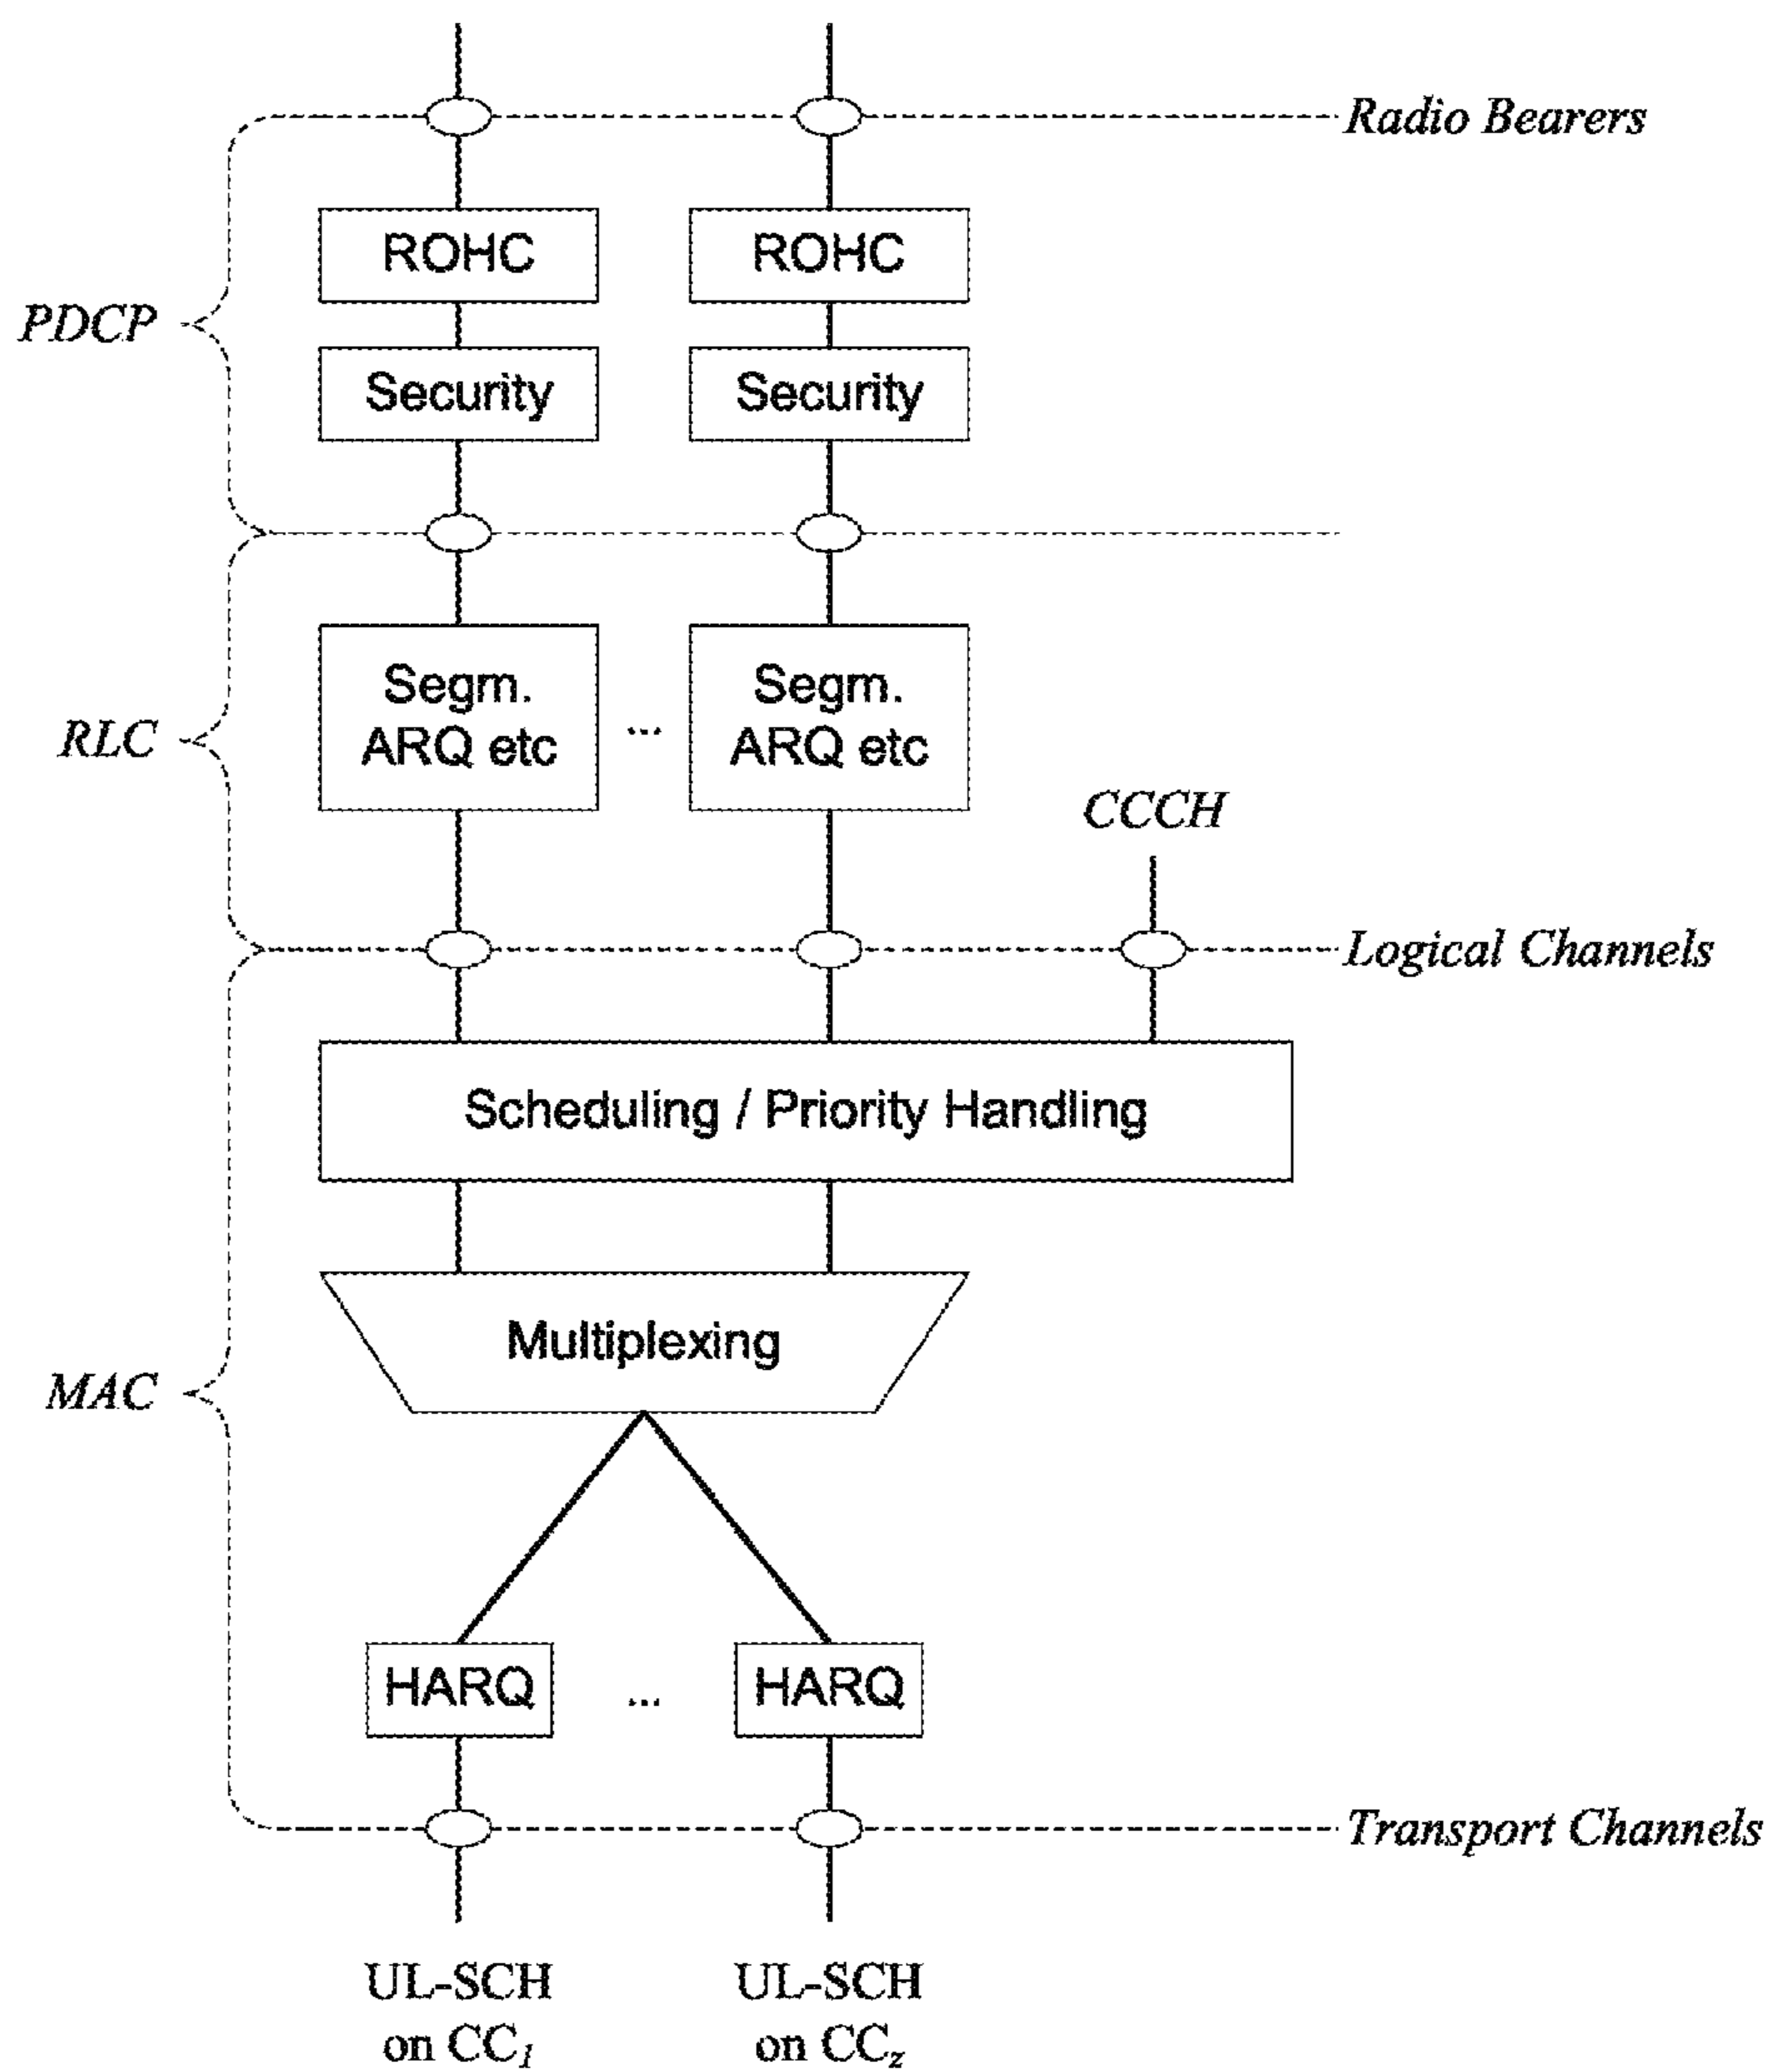 Radio Bearers
ROHC
ROHC
PDCP
Security
Security
Segm.
ARQ etc
...
Segm.
ARQ etc
RLC
CCCH
Logical Channels
Scheduling / Priority Handling
Multiplexing
MAC
HARQ
...
HARQ
Transport Channels
UL-SCH
on CC1
UL-SCH
on CCz